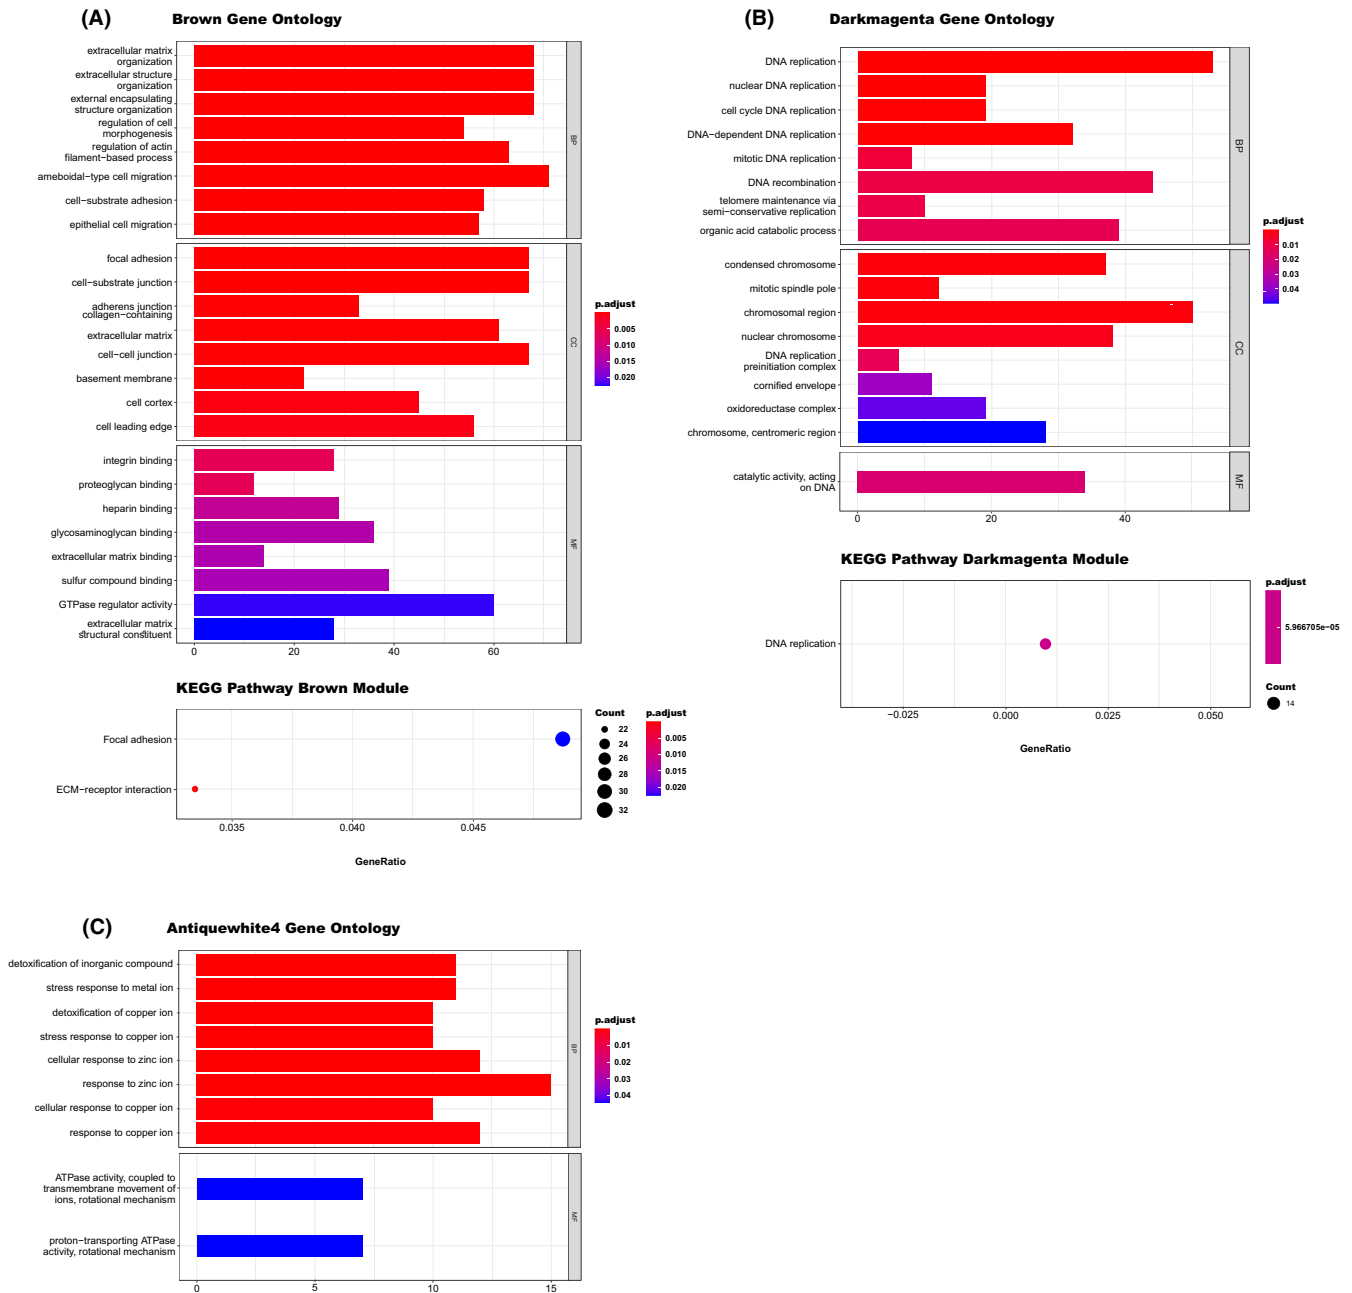 (A)
Brown Gene Ontology
extracellular matrix
organization
extracellular structure
organization
external encapsulating
structure organization
regulation of cell
morphogenesis
regulation of actin
filament−based process
ameboidal−type cell migration
cell−substrate adhesion
epithelial cell migration
BP
focal adhesion
cell−substrate junction
adherens junction
collagen−containing
extracellular matrix
cell−cell junction
basement membrane
cell cortex
cell leading edge
CC
integrin binding
proteoglycan binding
heparin binding
glycosaminoglycan binding
extracellular matrix binding
sulfur compound binding
GTPase regulator activity
extracellular matrix
structural constituent
MF
0 20 40 60
p.adjust
0.005
0.010
0.015
0.020
KEGG Pathway Brown Module
Focal adhesion
ECM−receptor interaction
0.035 0.040 0.045
GeneRatio
Count
22
24
26
28
30
32
p.adjust
0.005
0.010
0.015
0.020
(B)
Darkmagenta Gene Ontology
DNA replication
nuclear DNA replication
cell cycle DNA replication
DNA−dependent DNA replication
mitotic DNA replication
DNA recombination
telomere maintenance via
semi−conservative replication
organic acid catabolic process
BP
condensed chromosome
mitotic spindle pole
chromosomal region
nuclear chromosome
DNA replication
preinitiation complex
cornified envelope
oxidoreductase complex
chromosome, centromeric region
CC
catalytic activity, acting
on DNA
MF
0 20 40
p.adjust
0.01
0.02
0.03
0.04
KEGG Pathway Darkmagenta Module
DNA replication
−0.025 0.000 0.025 0.050
GeneRatio
p.adjust
5.966705e−05
Count
14
(C)
Antiquewhite4 Gene Ontology
detoxification of inorganic compound
stress response to metal ion
detoxification of copper ion
stress response to copper ion
cellular response to zinc ion
response to zinc ion
cellular response to copper ion
response to copper ion
BP
ATPase activity, coupled to
transmembrane movement of
ions, rotational mechanism
proton−transporting ATPase
activity, rotational mechanism
MF
0 5 10 15
p.adjust
0.01
0.02
0.03
0.04